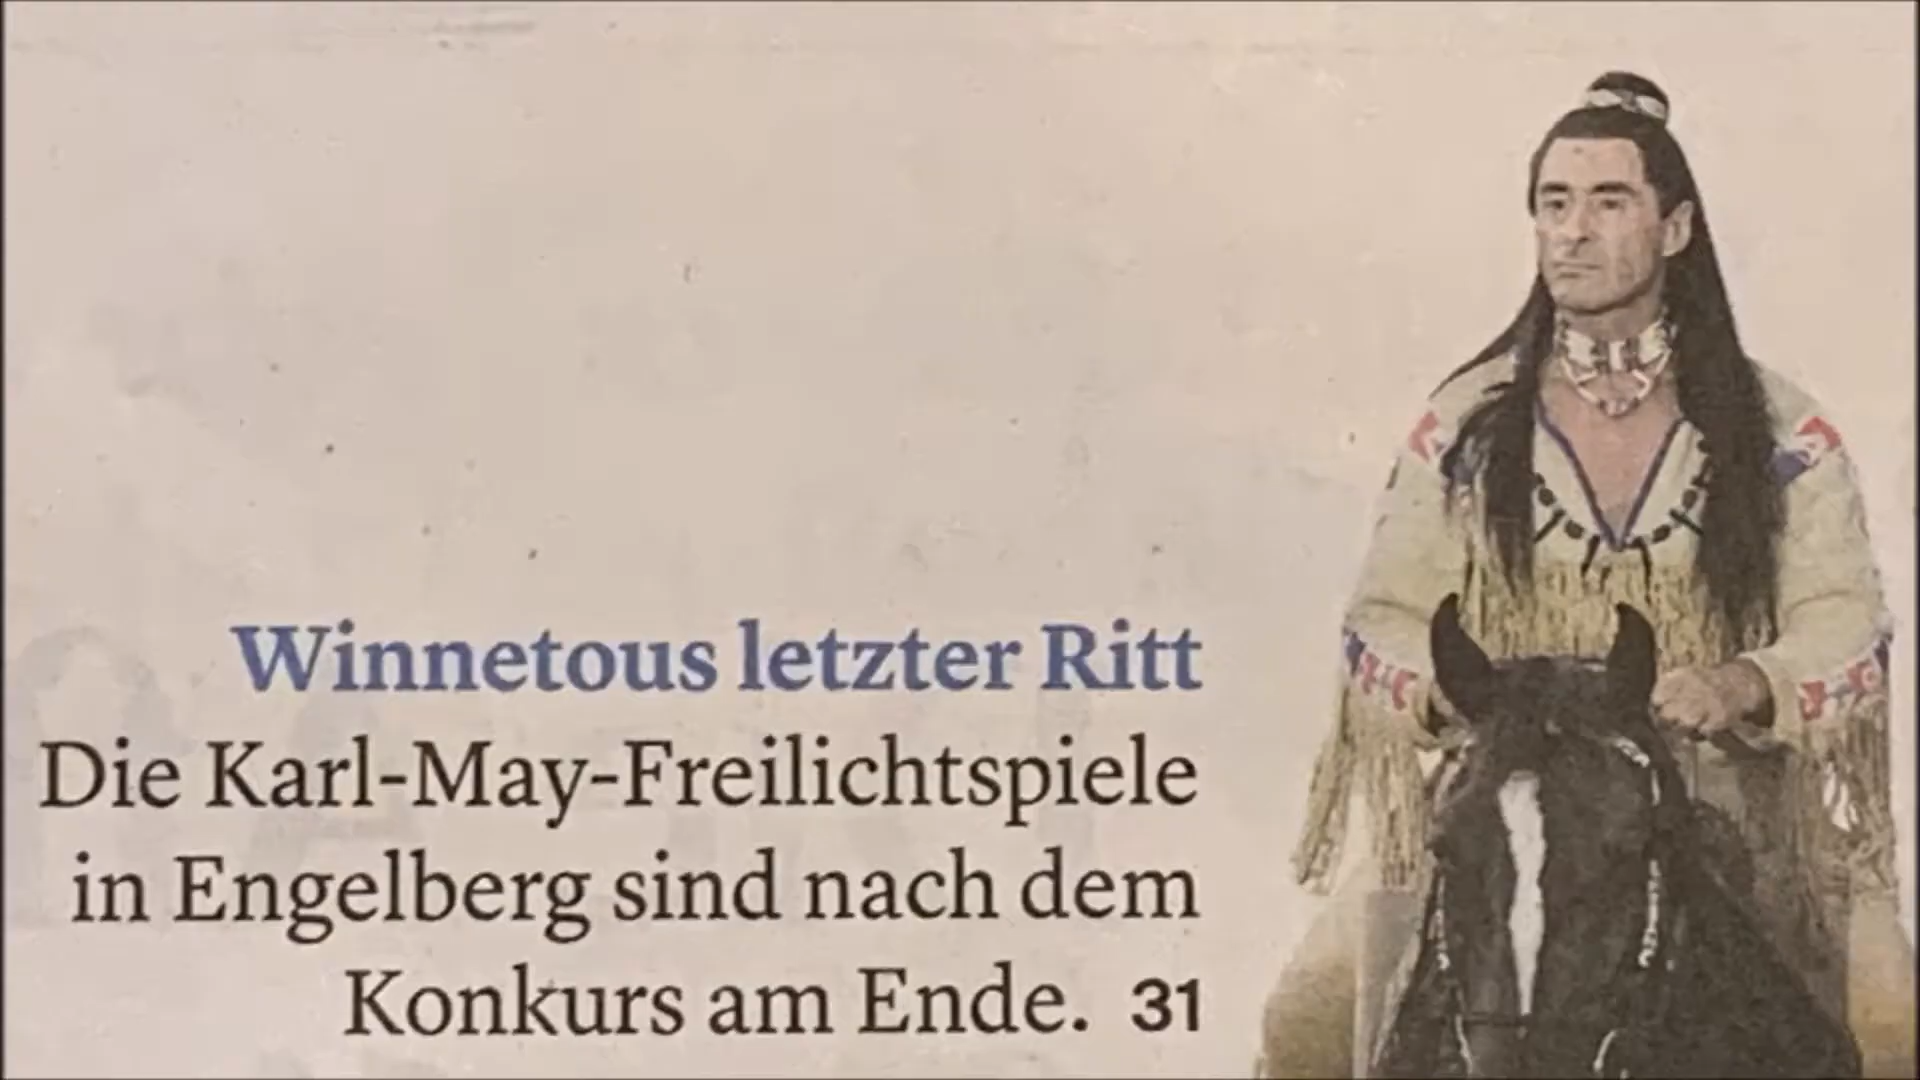 Winnetous letzter Ritt
Die Karl-May-Freilichtspiele
in Engelberg sind nach dem
Konkurs am Ende. 31